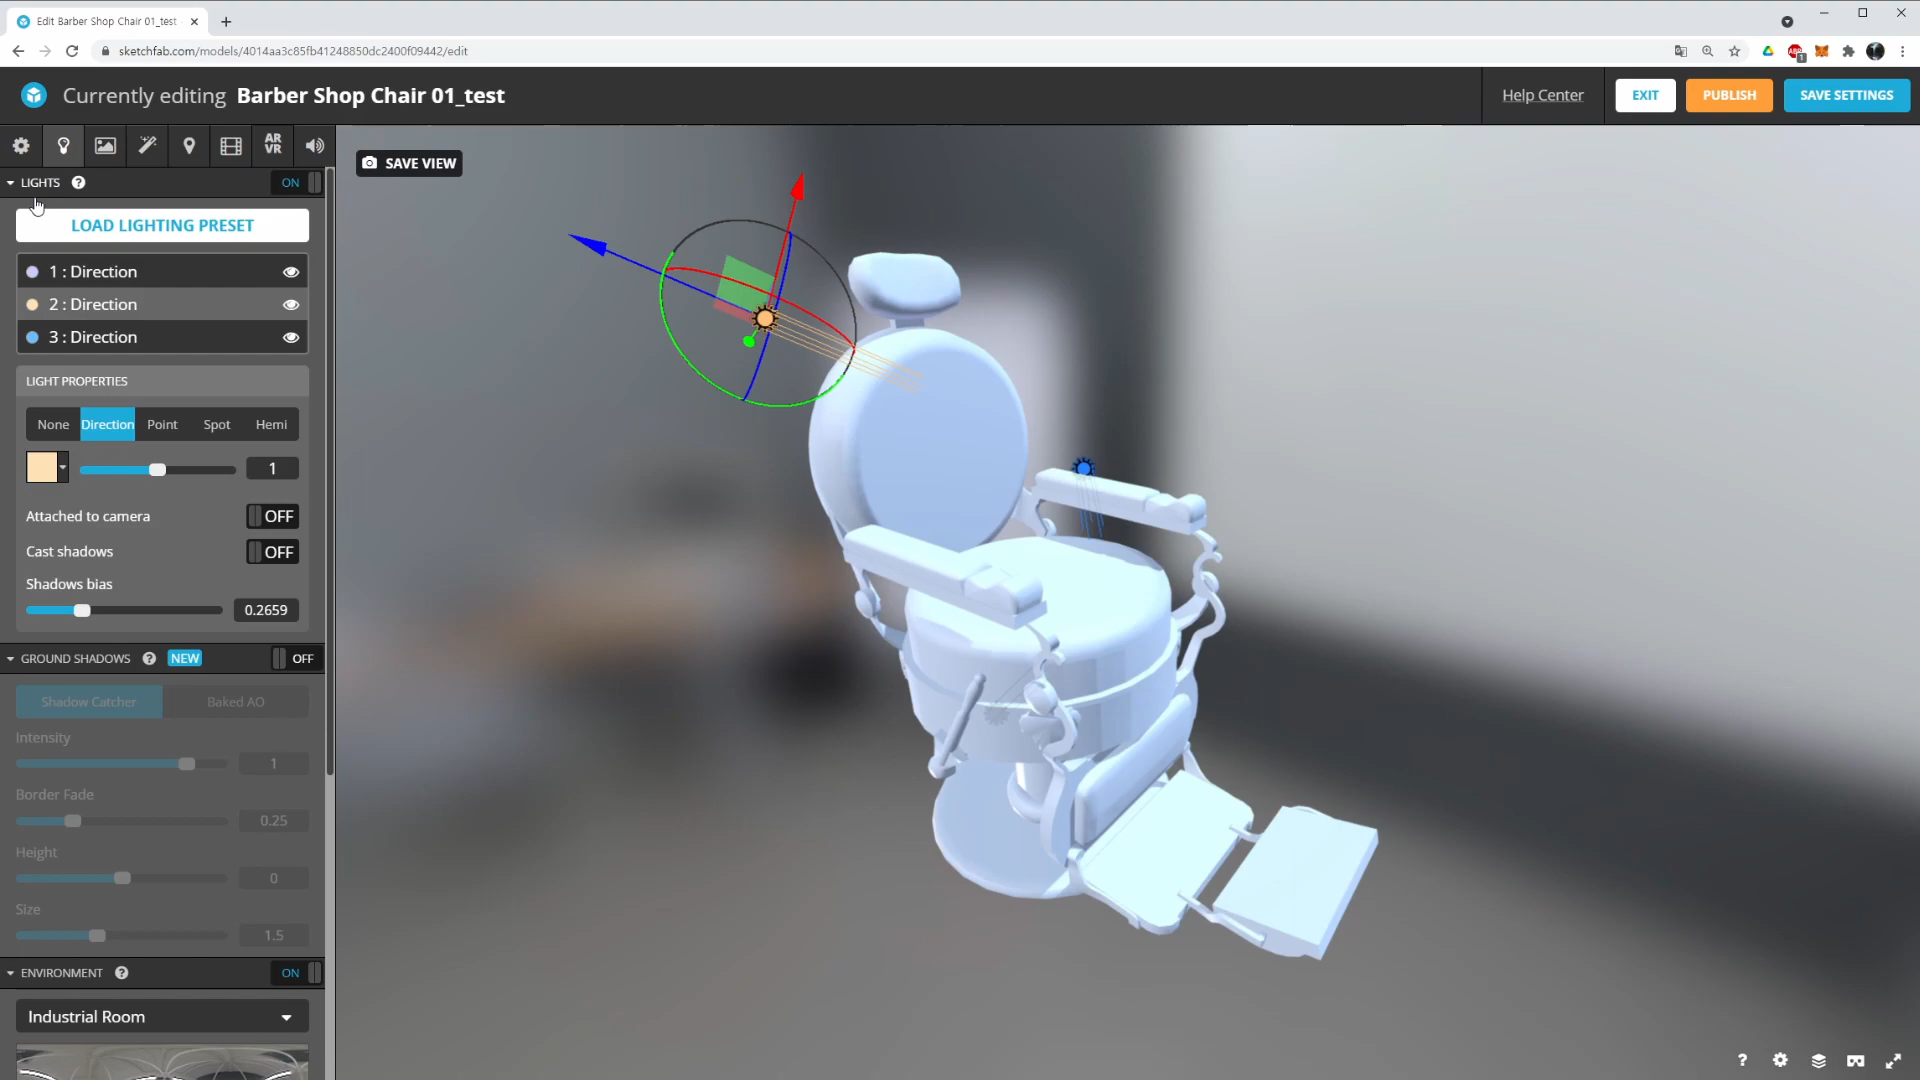 Edit Barber Shop Chair 01_test
sketchfab.com/models/4014aa3c85fb41248850dc2400f09442/edit
Currently editing Barber Shop Chair 01_test
Help Center
EXIT
PUBLISH
SAVE SETTINGS
AR
VR
LIGHTS ?
ON
SAVE VIEW
LOAD LIGHTING PRESET
1 : Direction
2 : Direction
3 : Direction
LIGHT PROPERTIES
None Direction Point Spot Hemi
1
Attached to camera OFF
Cast shadows OFF
Shadows bias
0.2659
GROUND SHADOWS ? NEW OFF
Shadow Catcher Baked AO
Intensity
1
Border Fade
0.25
Height
0
Size
1.5
ENVIRONMENT ? ON
Industrial Room
?